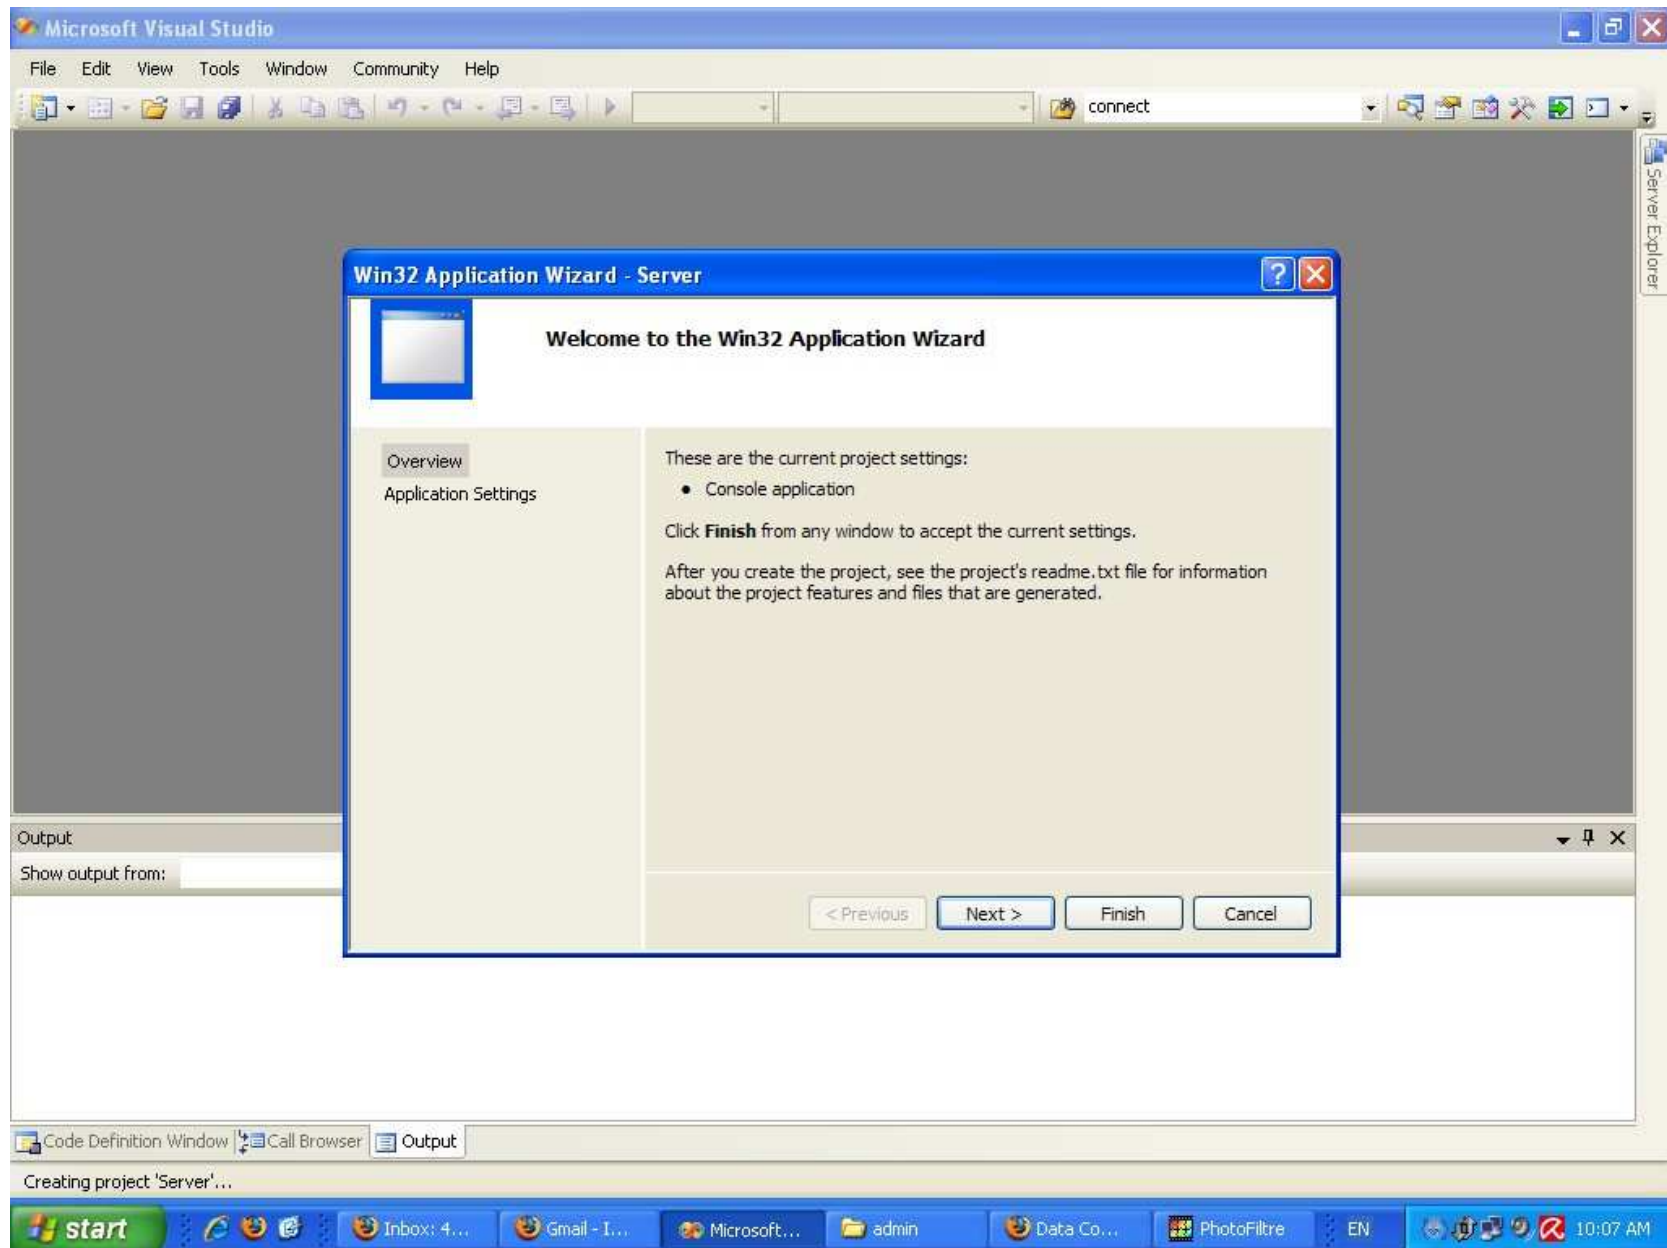 Microsoft Visual Studio
File Edit View Tools Window Community Help
connect
Server Explorer
Win32 Application Wizard - Server
Welcome to the Win32 Application Wizard
Overview
Application Settings
These are the current project settings:
• Console application
Click Finish from any window to accept the current settings.
After you create the project, see the project's readme.txt file for information
about the project features and files that are generated.
< Previous Next > Finish Cancel
Output
Show output from:
Code Definition Window Call Browser Output
Creating project 'Server'...
start Inbox: 4... Gmail - I... Microsoft... admin Data Co... PhotoFiltre EN 10:07 AM